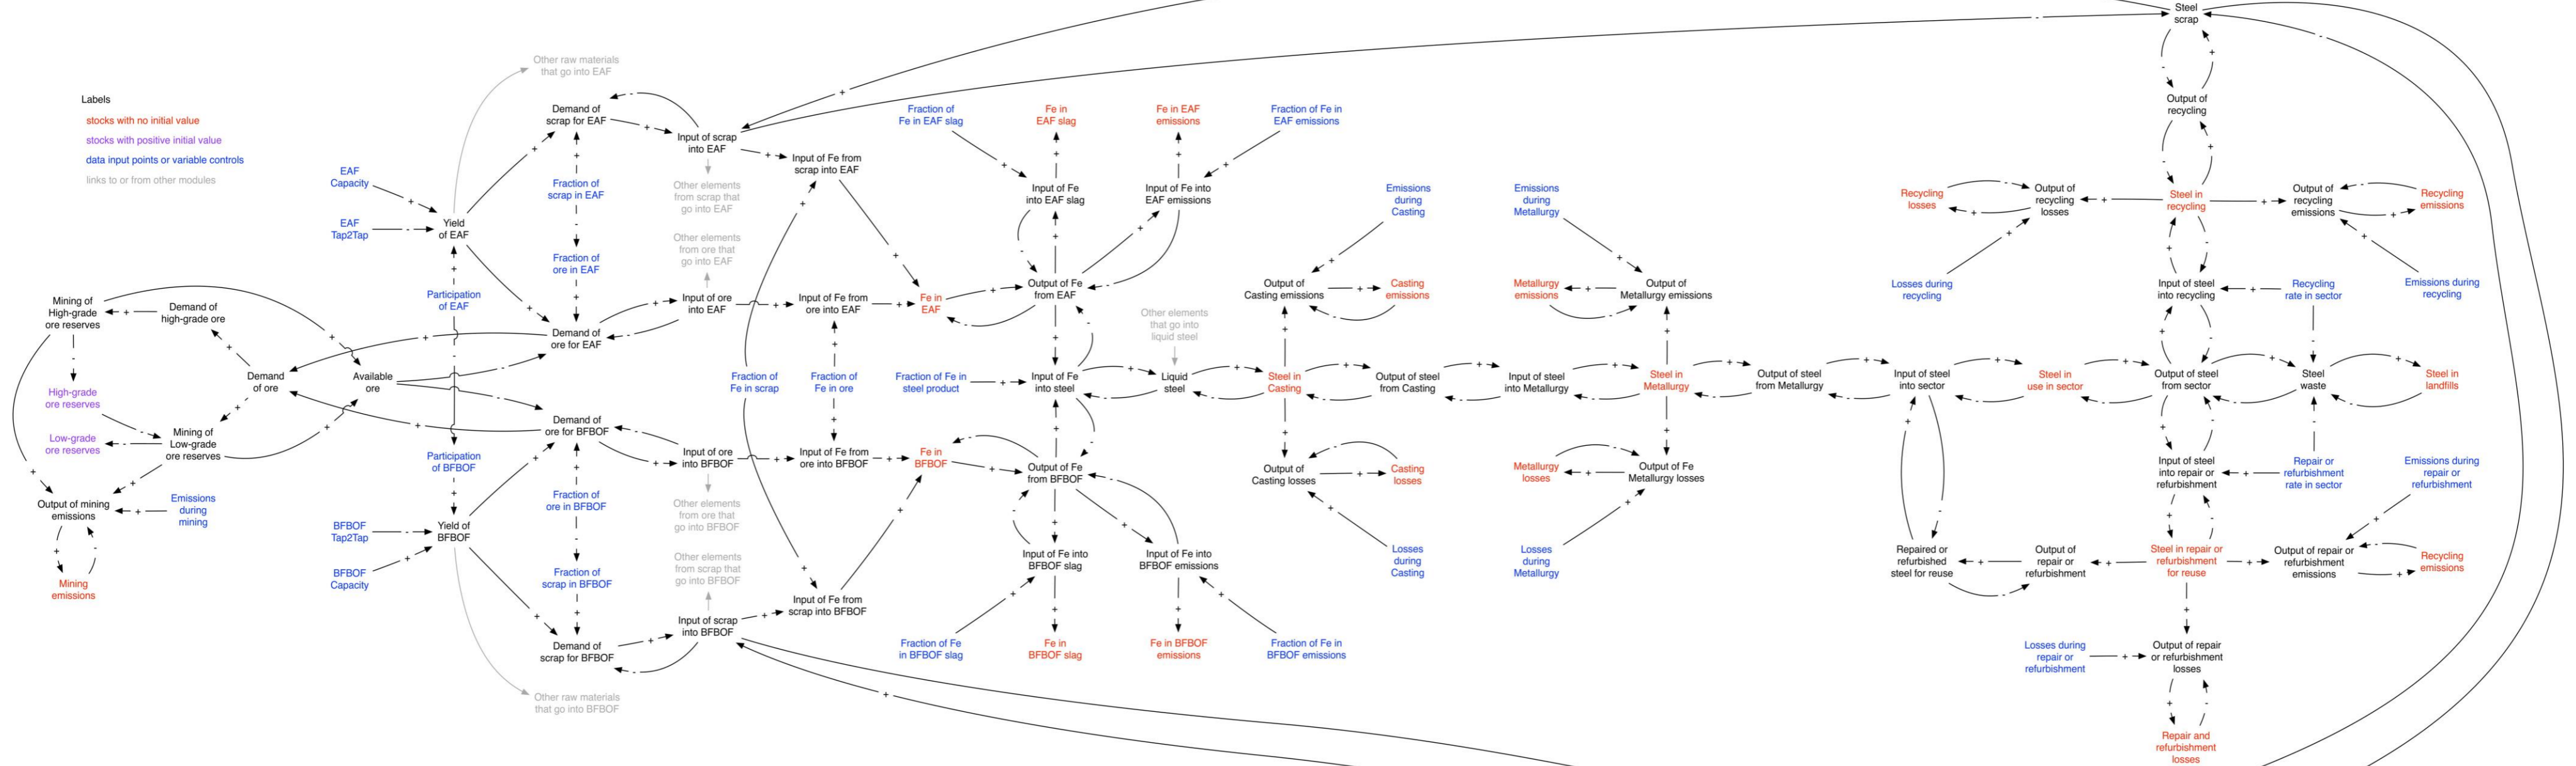 Steel
scrap
Other raw materials
that go into EAF
Labels
stocks with no initial value
stocks with positive initial value
data input points or variable controls
links to or from other modules
Demand of
scrap for EAF
Input of scrap
into EAF
Input of Fe from
scrap into EAF
Fraction of
Fe in EAF slag
Fe in
EAF slag
Fe in EAF
emissions
Fraction of Fe in
EAF emissions
Output of
recycling
EAF
Capacity
EAF
Tap2Tap
Yield
of EAF
Fraction of
scrap in EAF
Other elements
from scrap that
go into EAF
Input of Fe
into EAF slag
Input of Fe into
EAF emissions
Emissions
during
Casting
Emissions
during
Metallurgy
Recycling
losses
Output of
recycling
losses
Steel in
recycling
Output of
recycling
emissions
Recycling
emissions
Fraction of
ore in EAF
Other elements
from ore that
go into EAF
Mining of
High-grade
ore reserves
Demand of
high-grade ore
Participation
of EAF
Demand of
ore for EAF
Input of ore
into EAF
Input of Fe from
ore into EAF
Fe in
EAF
Output of Fe
from EAF
Other elements
that go into
liquid steel
Output of
Casting emissions
Casting
emissions
Metallurgy
emissions
Output of
Metallurgy emissions
Losses during
recycling
Input of steel
into recycling
Recycling
rate in sector
Emissions during
recycling
Demand
of ore
Available
ore
Fraction of
Fe in scrap
Fraction of
Fe in ore
Fraction of Fe in
steel product
Input of Fe
into steel
Liquid
steel
Steel in
Casting
Output of steel
from Casting
Input of steel
into Metallurgy
Steel in
Metallurgy
Output of steel
from Metallurgy
Input of steel
into sector
Steel in
use in sector
Output of steel
from sector
Steel
waste
Steel in
landfills
High-grade
ore reserves
Low-grade
ore reserves
Mining of
Low-grade
ore reserves
Participation
of BFBOF
Demand of
ore for BFBOF
Input of ore
into BFBOF
Input of Fe from
ore into BFBOF
Fe in
BFBOF
Output of Fe
from BFBOF
Output of
Casting losses
Casting
losses
Metallurgy
losses
Output of Fe
Metallurgy losses
Input of steel
into repair or
refurbishment
Repair or
refurbishment
rate in sector
Emissions during
repair or
refurbishment
Output of mining
emissions
Emissions
during
mining
BFBOF
Tap2Tap
BFBOF
Capacity
Yield of
BFBOF
Fraction of
ore in BFBOF
Other elements
from ore that
go into BFBOF
Mining
emissions
Fraction of
scrap in BFBOF
Other elements
from scrap that
go into BFBOF
Input of Fe into
BFBOF slag
Input of Fe into
BFBOF emissions
Losses
during
Casting
Losses
during
Metallurgy
Repaired or
refurbished
steel for reuse
Output of
repair or
refurbishment
Steel in repair or
refurbishment
for reuse
Output of repair or
refurbishment
emissions
Recycling
emissions
Input of Fe from
scrap into BFBOF
Demand of
scrap for BFBOF
Input of scrap
into BFBOF
Fraction of Fe
in BFBOF slag
Fe in
BFBOF slag
Fe in BFBOF
emissions
Fraction of Fe in
BFBOF emissions
Losses during
repair or
refurbishment
Output of repair
or refurbishment
losses
Other raw materials
that go into BFBOF
Repair and
refurbishment
losses